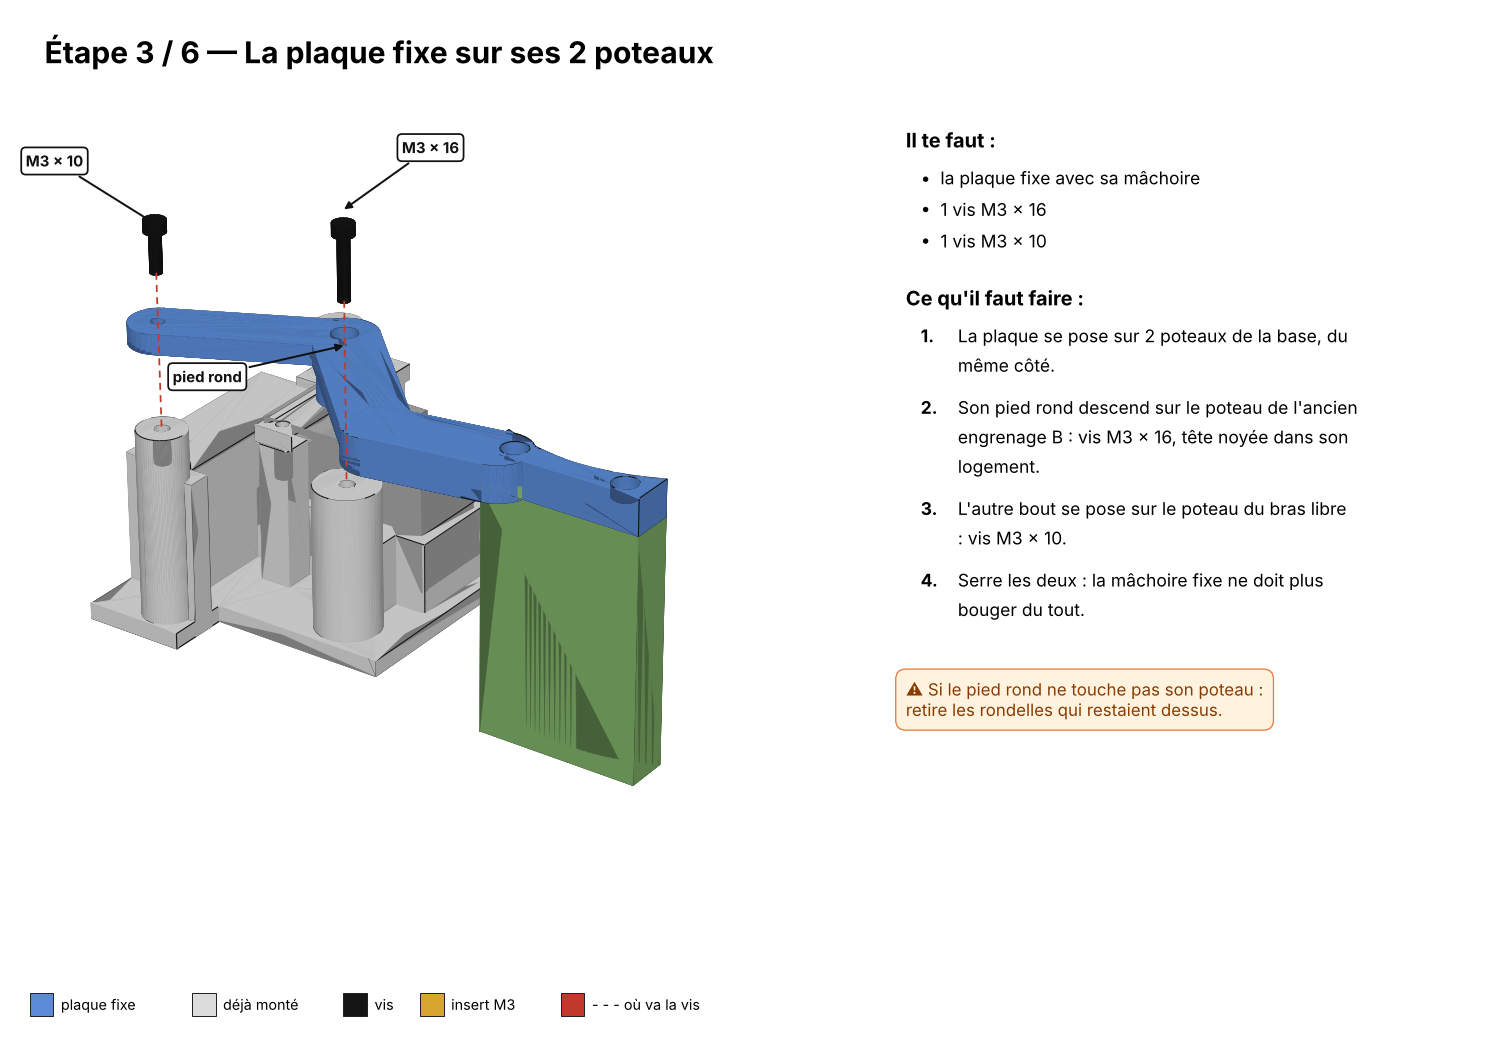 Étape 3 / 6 — La plaque fixe sur ses 2 poteaux
M3 × 10
M3 × 16
pied rond
Il te faut :
• la plaque fixe avec sa mâchoire
• 1 vis M3 × 16
• 1 vis M3 × 10
Ce qu'il faut faire :
1. La plaque se pose sur 2 poteaux de la base, du
même côté.
2. Son pied rond descend sur le poteau de l'ancien
engrenage B : vis M3 × 16, tête noyée dans son
logement.
3. L'autre bout se pose sur le poteau du bras libre
: vis M3 × 10.
4. Serre les deux : la mâchoire fixe ne doit plus
bouger du tout.
⚠ Si le pied rond ne touche pas son poteau :
retire les rondelles qui restaient dessus.
plaque fixe
déjà monté
vis
insert M3
- - - où va la vis